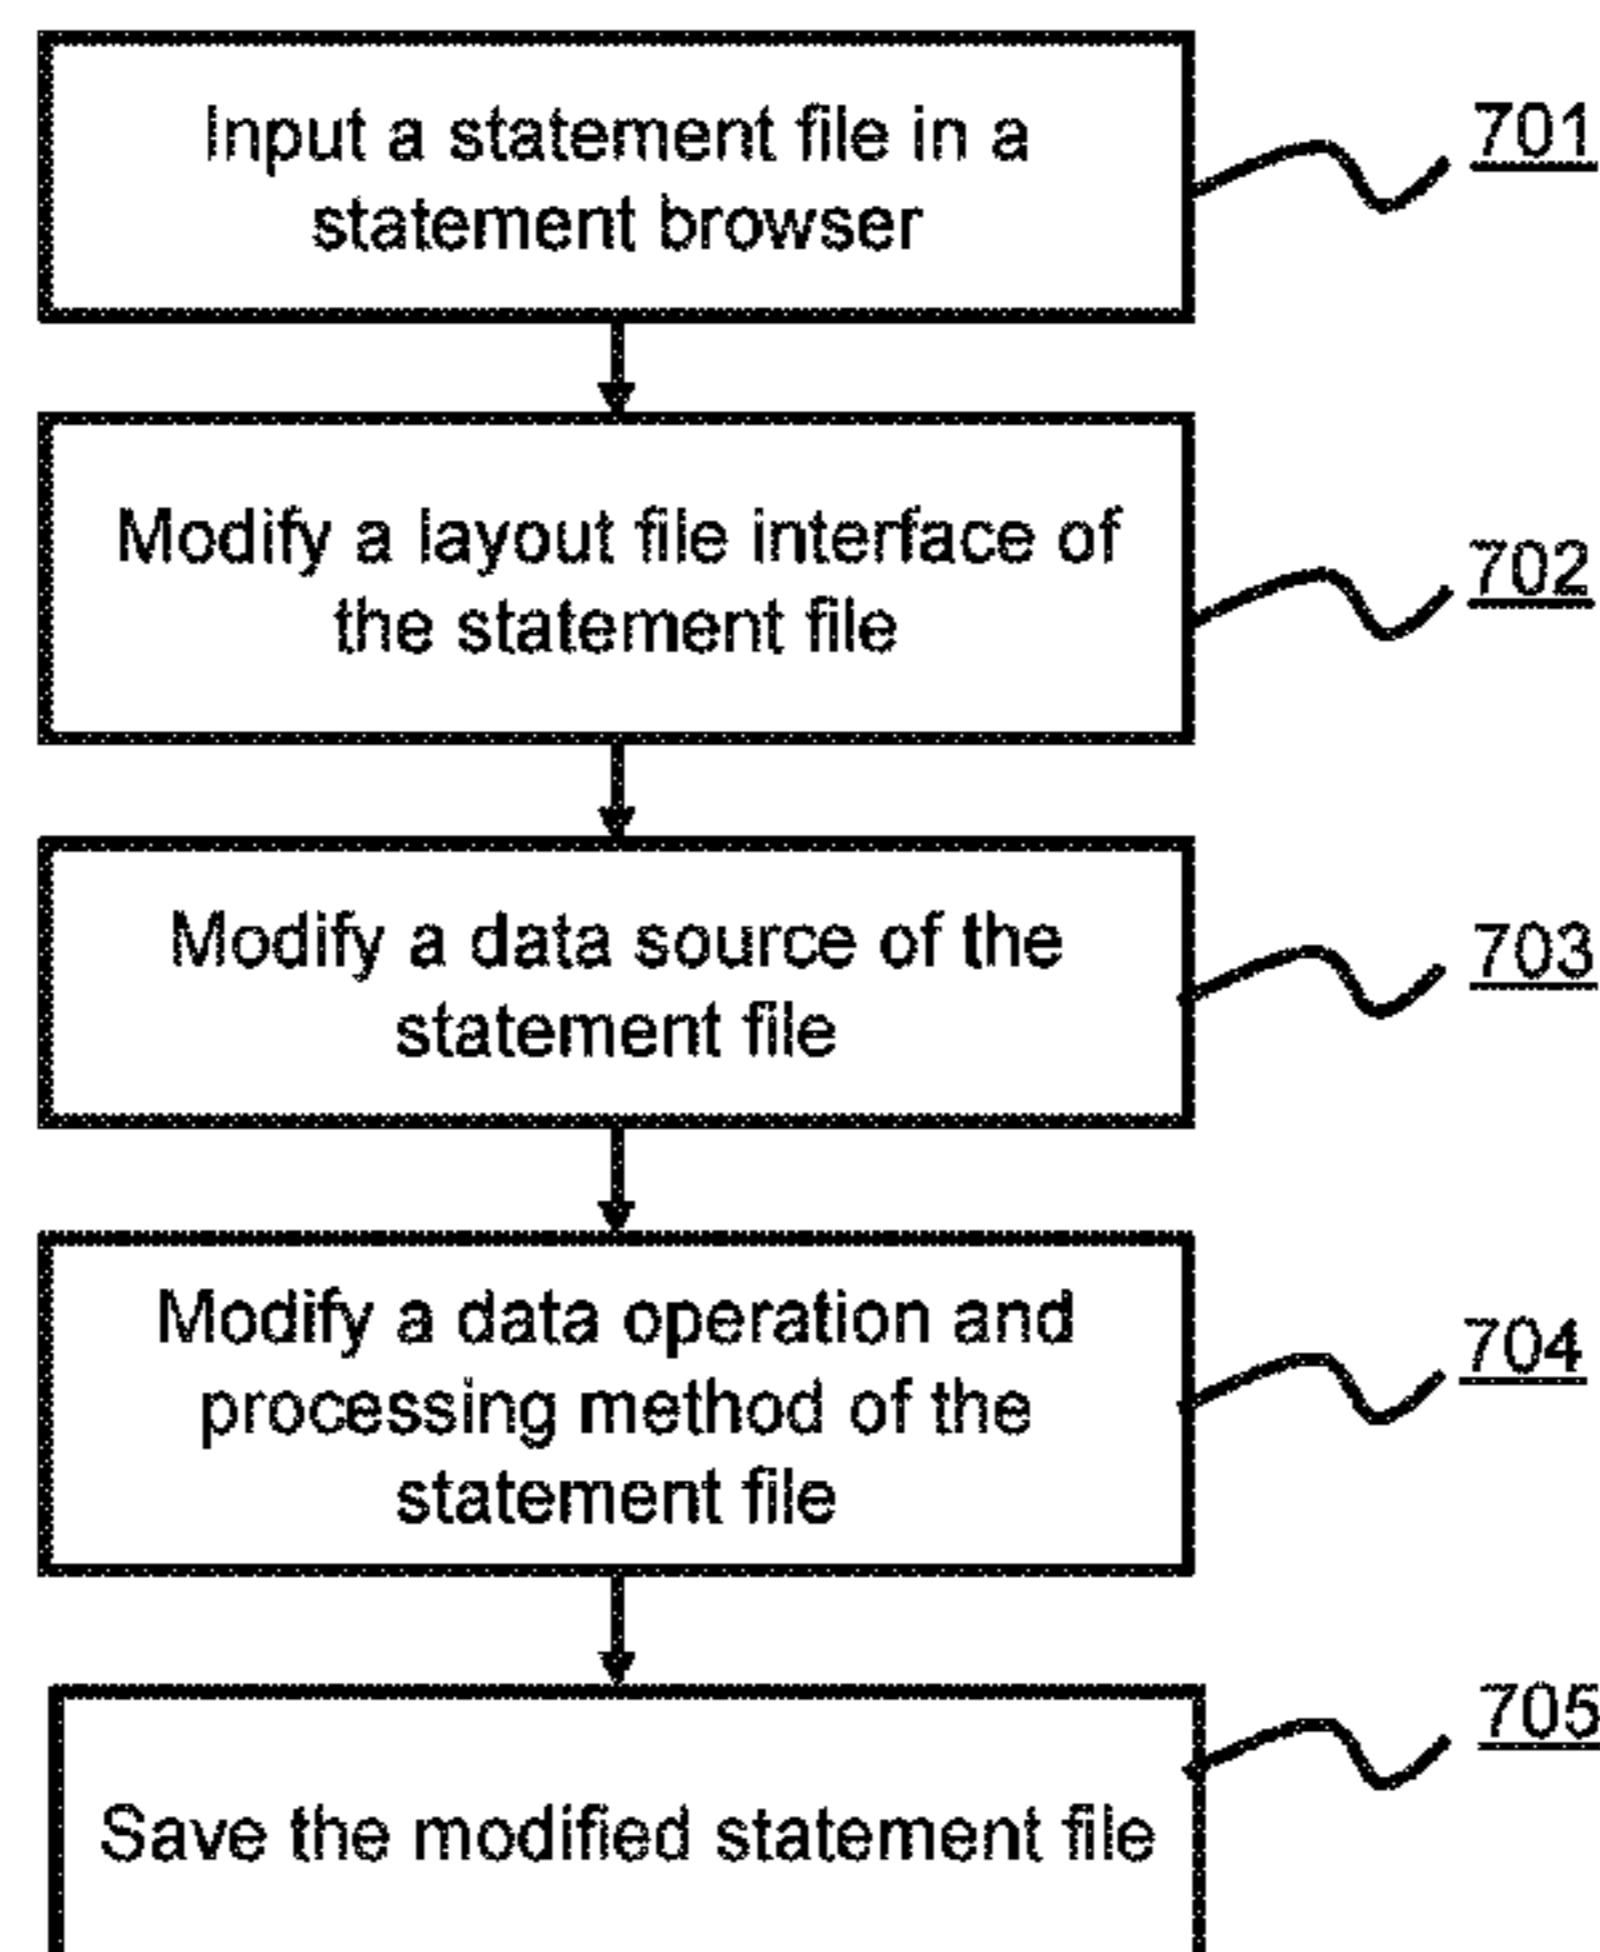 Input a statement file in a
statement browser
701
Modify a layout file interface of
the statement file
702
Modify a data source of the
statement file
703
Modify a data operation and
processing method of the
statement file
704
705
Save the modified statement file